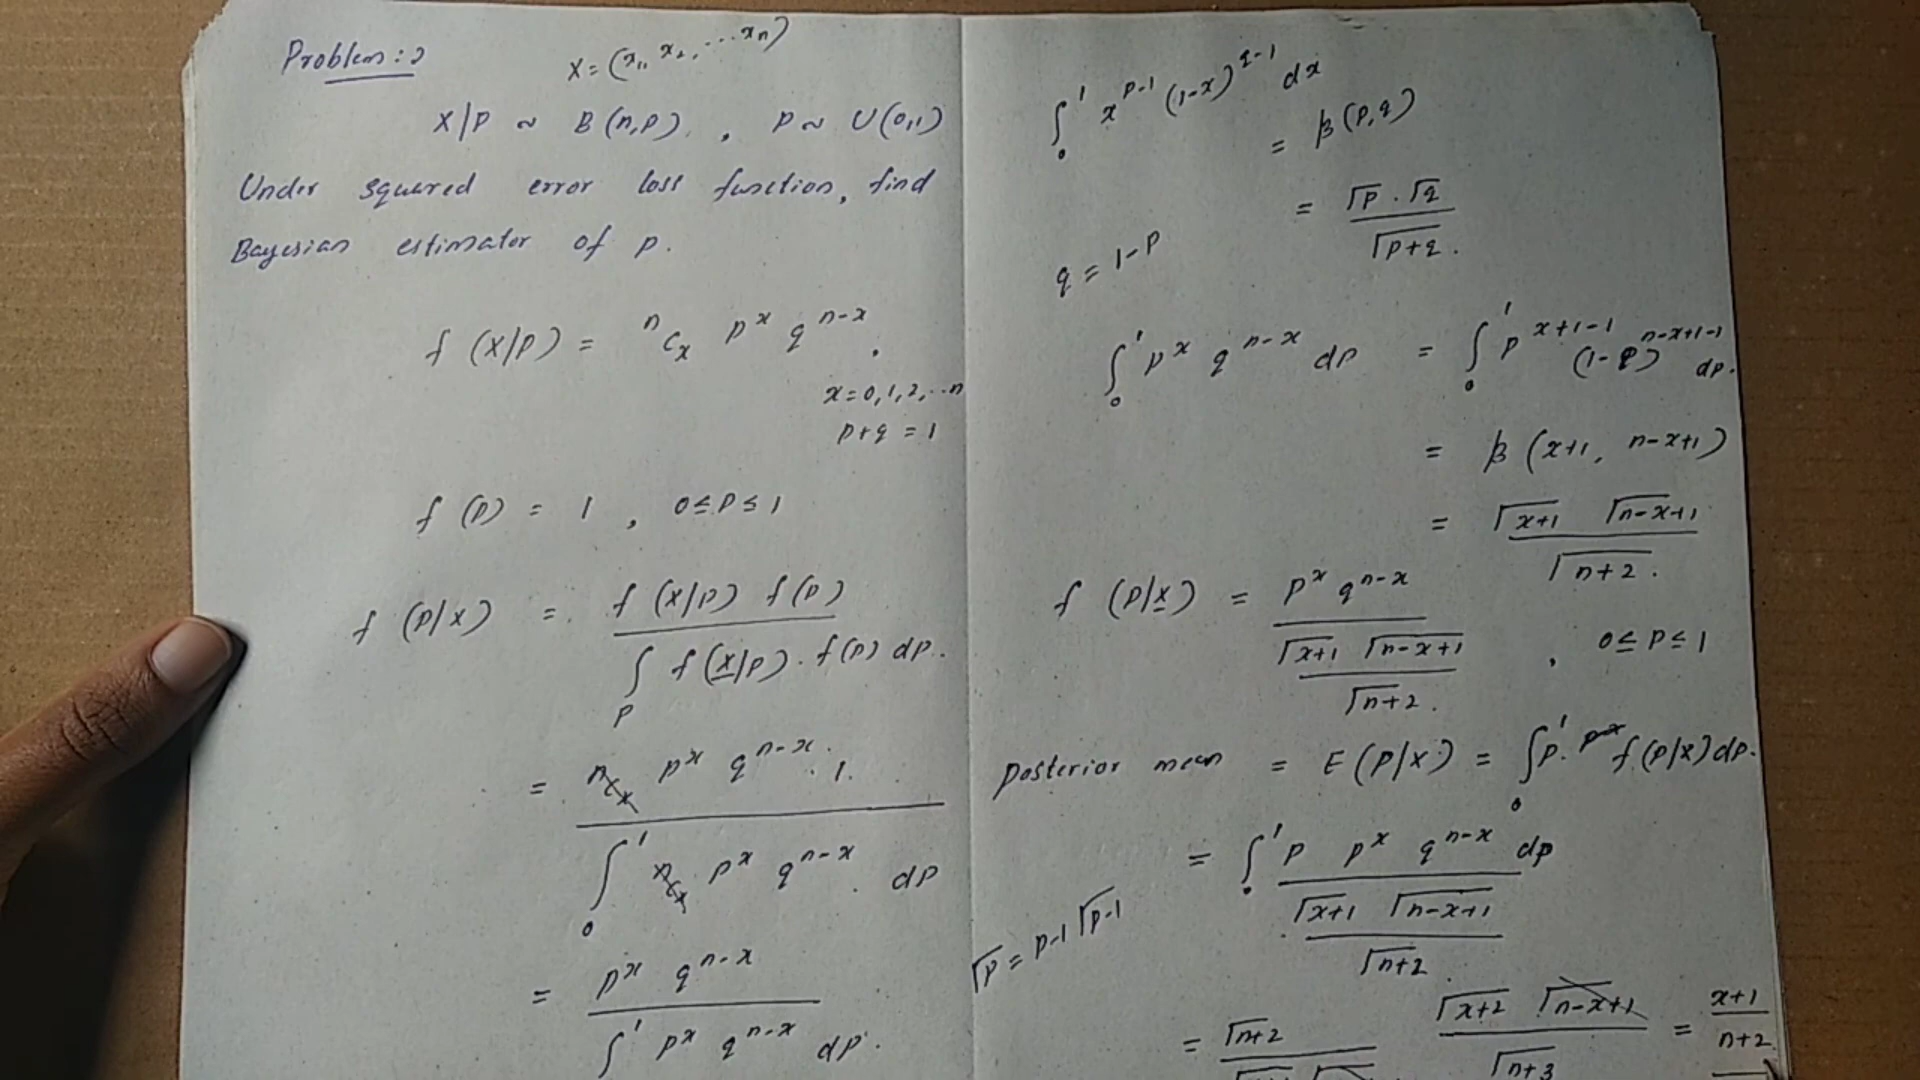 Problem: 2
X = (x₁, x₂, ... xₙ)
X/P ~ B(n,p), P ~ U(0,1)
Under squared error loss function, find
Bayesian estimator of p.
f (X/P) = ⁿCₓ pˣ qⁿ⁻ˣ.
x = 0, 1, 2, ..n
p+q = 1
f (p) = 1, 0 ≤ P ≤ 1
f (P/X) = f (X/P) f(P)
∫ f (X/P). f(p) dp.
P
= ⁿCₓ pˣ qⁿ⁻ˣ. 1.
∫₀¹ ⁿCₓ pˣ qⁿ⁻ˣ. dp
= pˣ qⁿ⁻ˣ
∫ ¹ pˣ qⁿ⁻ˣ dp.
∫₀¹ x^(p-1) (1-x)^(q-1) dx
= β (p,q)
= Γp . Γq
Γp+q.
q = 1-p
∫₀¹ pˣ qⁿ⁻ˣ dp = ∫₀¹ p^(x+1-1) (1-p)^(n-x+1-1) dp.
= β (x+1, n-x+1)
= Γx+1 Γn-x+1
Γn+2.
f (P/x) = pˣ qⁿ⁻ˣ
Γx+1 Γn-x+1 , 0 ≤ P ≤ 1
Γn+2.
posterior mean = E (P/X) = ∫₀¹ p. f (P/X) dp.
= ∫₀¹ p pˣ qⁿ⁻ˣ dp
Γx+1 Γn-x+1
Γn+2
Γp = p-1 Γp-1
= Γn+2 Γx+2 Γn-x+1 = x+1
Γn+3 n+2